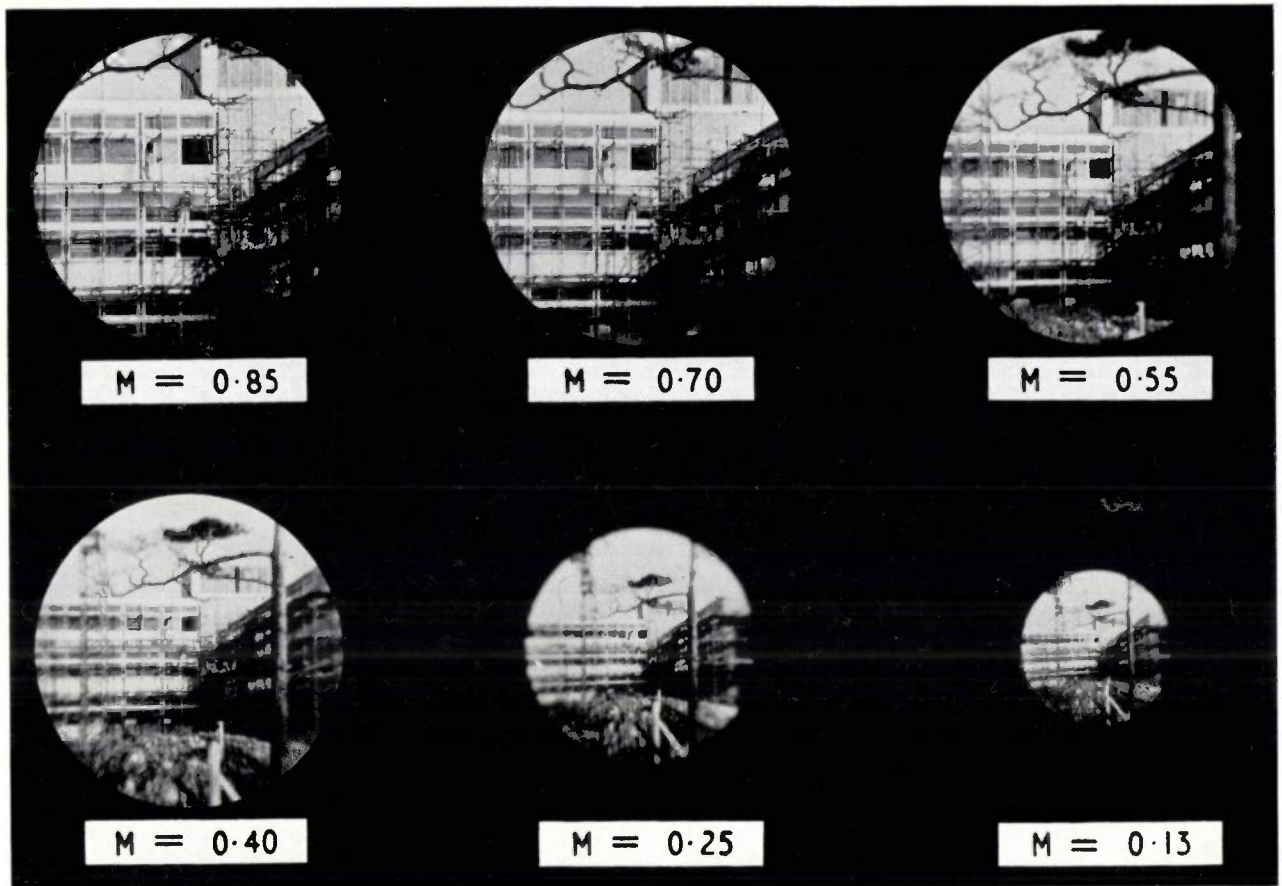 M = 0·85
M = 0·70
M = 0·55
M = 0·40
M = 0·25
M = 0·13